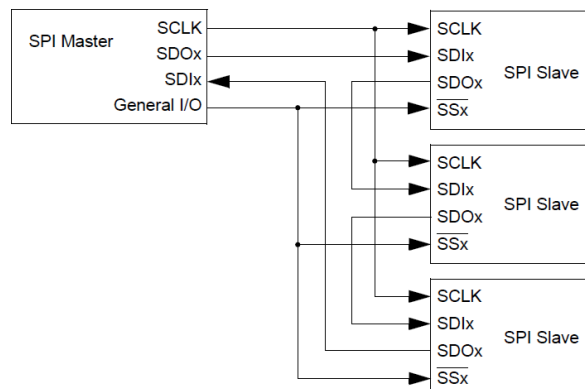 SPI Master
SCLK
SDOx
SDIx
General I/O
SCLK
SDIx
SDOx
SSx
SPI Slave
SCLK
SDIx
SDOx
SSx
SPI Slave
SCLK
SDIx
SDOx
SSx
SPI Slave